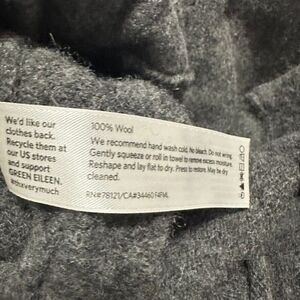 We'd like our
clothes back.
Recycle them at
our US stores
and support
GREEN EILEEN.
#thxverymuch
100% Wool
We recommend hand wash cold. No bleach. Do not wring.
Gently squeeze or roll in towel to remove excess moisture.
Reshape and lay flat to dry. Press to restore. May be dry
cleaned.
RN#78121/CA#34460 F4FML